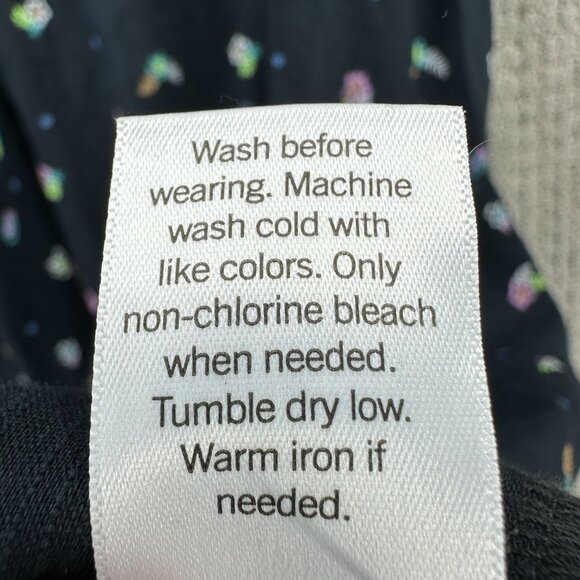 Wash before
wearing. Machine
wash cold with
like colors. Only
non-chlorine bleach
when needed.
Tumble dry low.
Warm iron if
needed.